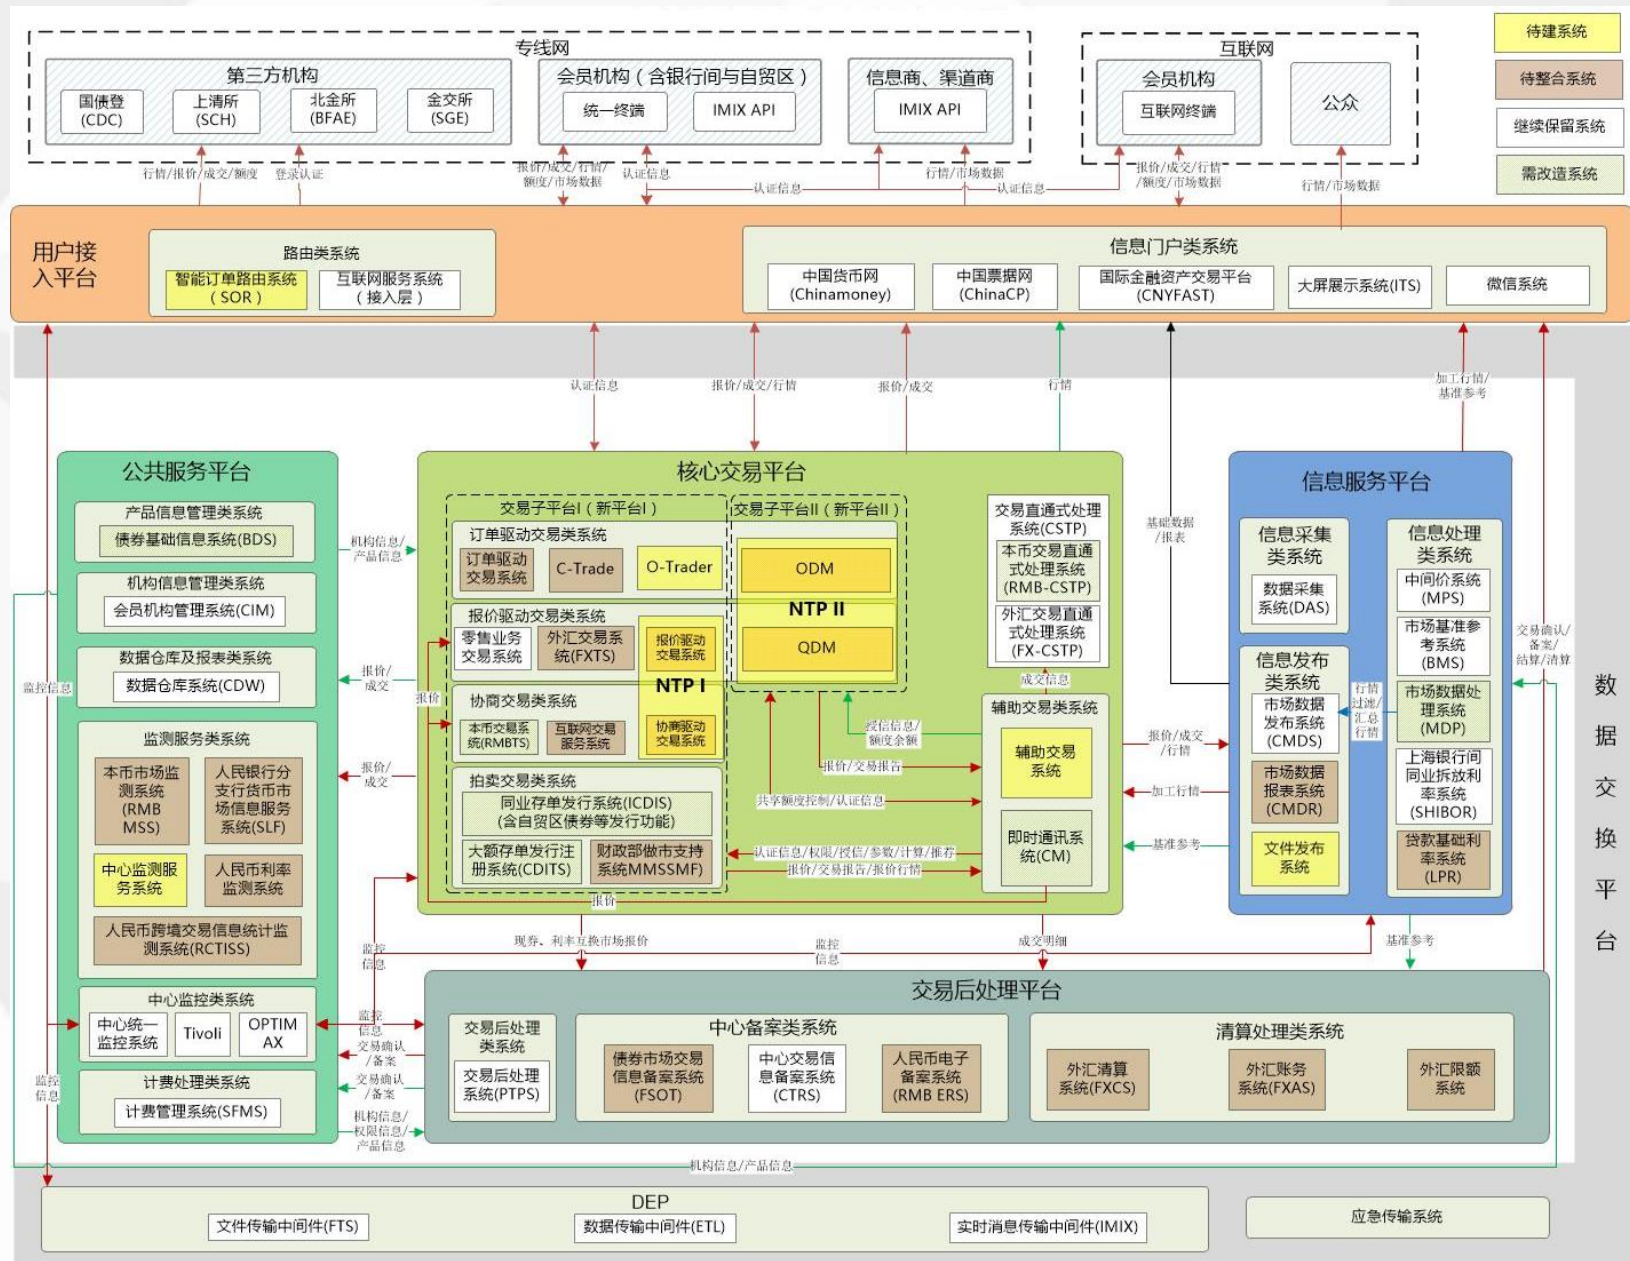 待建系统
待整合系统
继续保留系统
需改造系统
专线网
互联网
第三方机构
国债登
(CDC)
上清所
(SCH)
北金所
(BFAE)
金交所
(SGE)
会员机构（含银行间与自贸区）
统一终端
IMIX API
信息商、渠道商
IMIX API
会员机构
互联网终端
公众
行情/报价/成交/额度
登录认证
报价/成交/行情/
额度/市场数据
认证信息
认证信息
行情/市场数据
认证信息
报价/成交/行情
/额度/市场数据
行情/市场数据
用户接
入平台
路由类系统
智能订单路由系统
（SOR）
互联网服务系统
（接入层）
信息门户类系统
中国货币网
(Chinamoney)
中国票据网
(ChinaCP)
国际金融资产交易平台
(CNYFAST)
大屏展示系统(ITS)
微信系统
认证信息
报价/成交/行情
报价/成交
行情
加工行情/
基准参考
公共服务平台
产品信息管理类系统
债券基础信息系统(BDS)
机构信息管理类系统
会员机构管理系统(CIM)
数据仓库及报表类系统
数据仓库系统(CDW)
监测服务类系统
本币市场监
测系统
(RMB
MSS)
人民银行分
支行货币市
场信息服务
系统(SLF)
中心监测服
务系统
人民币利率
监测系统
人民币跨境交易信息统计监
测系统(RCTISS)
中心监控类系统
中心统一
监控系统
Tivoli
OPTIM
AX
计费处理类系统
计费管理系统(SFMS)
监控信息
监控
信息
机构信息/
产品信息
报价/
成交
报价/
成交
监控
信息
监控
信息
交易确认
/备案
交易确认
/备案
机构信息/
权限信息/
产品信息
核心交易平台
交易子平台I（新平台I）
交易子平台II（新平台II）
订单驱动交易类系统
订单驱动
交易系统
C-Trade
O-Trader
ODM
NTP II
QDM
报价驱动交易类系统
零售业务
交易系统
外汇交易系
统(FXTS)
报价驱动
交易系统
NTP I
协商驱动
交易系统
协商交易类系统
本币交易系
统(RMBTS)
互联网交易
服务系统
拍卖交易类系统
同业存单发行系统(ICDIS)
(含自贸区债券等发行功能)
大额存单发行注
册系统(CDITS)
财政部做市支持
系统MMSSMF)
报价
报价
交易直通式处理
系统(CSTP)
本币交易直通
式处理系统
(RMB-CSTP)
外汇交易直通
式处理系统
(FX-CSTP)
成交信息
辅助交易类系统
辅助交易
系统
即时通讯系
统(CM)
授信信息/
额度余额
报价/交易报告
共享额度控制/认证信息
认证信息/权限/授信/参数/计算/推荐
报价/交易报告/报价行情
基础数据
/报表
报价/成交
/行情
加工行情
基准参考
信息服务平台
信息采集
类系统
数据采集
系统(DAS)
信息发布
类系统
市场数据
发布系统
(CMDS)
市场数据
报表系统
(CMDR)
文件发布
系统
行情
过滤/
汇总
行情
信息处理
类系统
中间价系统
(MPS)
市场基准参
考系统
(BMS)
市场数据处
理系统
(MDP)
上海银行间
同业拆放利
率系统
(SHIBOR)
贷款基础利
率系统
(LPR)
交易确认/
备案/
结算/清算
数据交换平台
现券、利率互换市场报价
监控
信息
成交明细
基准参考
交易后处理平台
交易后处理
类系统
交易后处理
系统(PTPS)
中心备案类系统
债券市场交易
信息备案系统
(FSOT)
中心交易信
息备案系统
(CTRS)
人民币电子
备案系统
(RMB ERS)
清算处理类系统
外汇清算
系统(FXCS)
外汇账务
系统(FXAS)
外汇限额
系统
机构信息/产品信息
DEP
文件传输中间件(FTS)
数据传输中间件(ETL)
实时消息传输中间件(IMIX)
应急传输系统